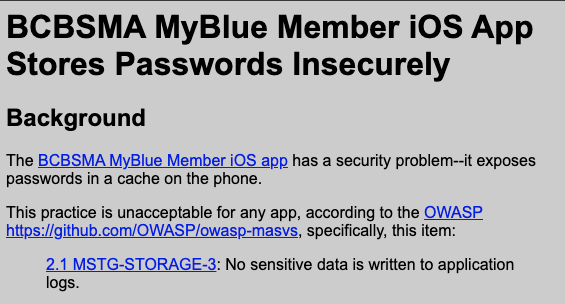 BCBSMA MyBlue Member iOS App
Stores Passwords Insecurely
Background
The BCBSMA MyBlue Member iOS app has a security problem--it exposes
passwords in a cache on the phone.
This practice is unacceptable for any app, according to the OWASP
https://github.com/OWASP/owasp-masvs, specifically, this item:
2.1 MSTG-STORAGE-3: No sensitive data is written to application
logs.